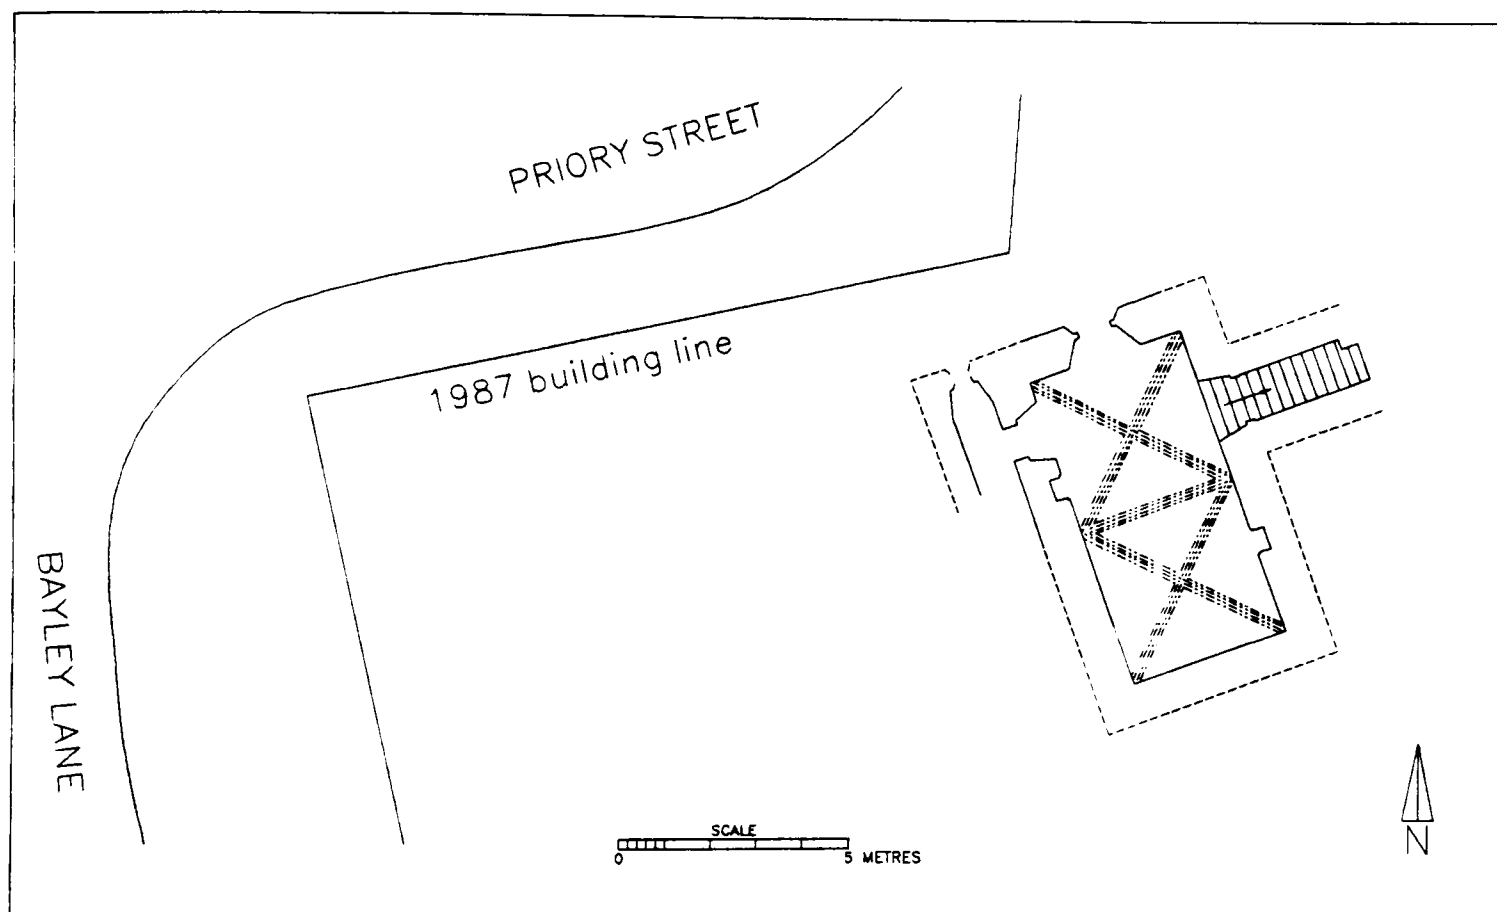 PRIORY STREET
1987 building line
BAYLEY LANE
SCALE
0 5 METRES
N